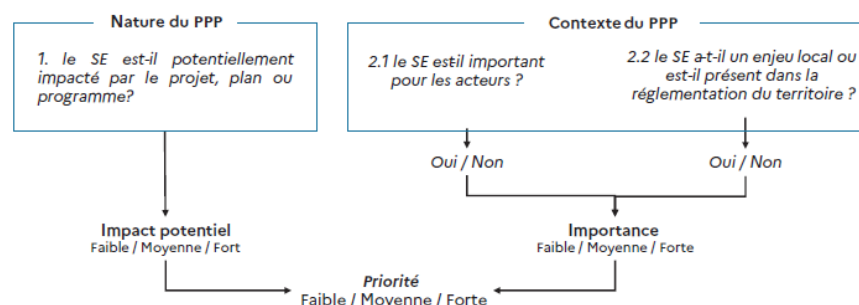 Nature du PPP
1. le SE est-il potentiellement
impacté par le projet, plan ou
programme?
Contexte du PPP
2.1 le SE est-il important
pour les acteurs ?
2.2 le SE a-t-il un enjeu local ou
est-il présent dans la
réglementation du territoire ?
Oui / Non
Oui / Non
Impact potentiel
Faible / Moyenne / Fort
Importance
Faible / Moyenne / Forte
Priorité
Faible / Moyenne / Forte